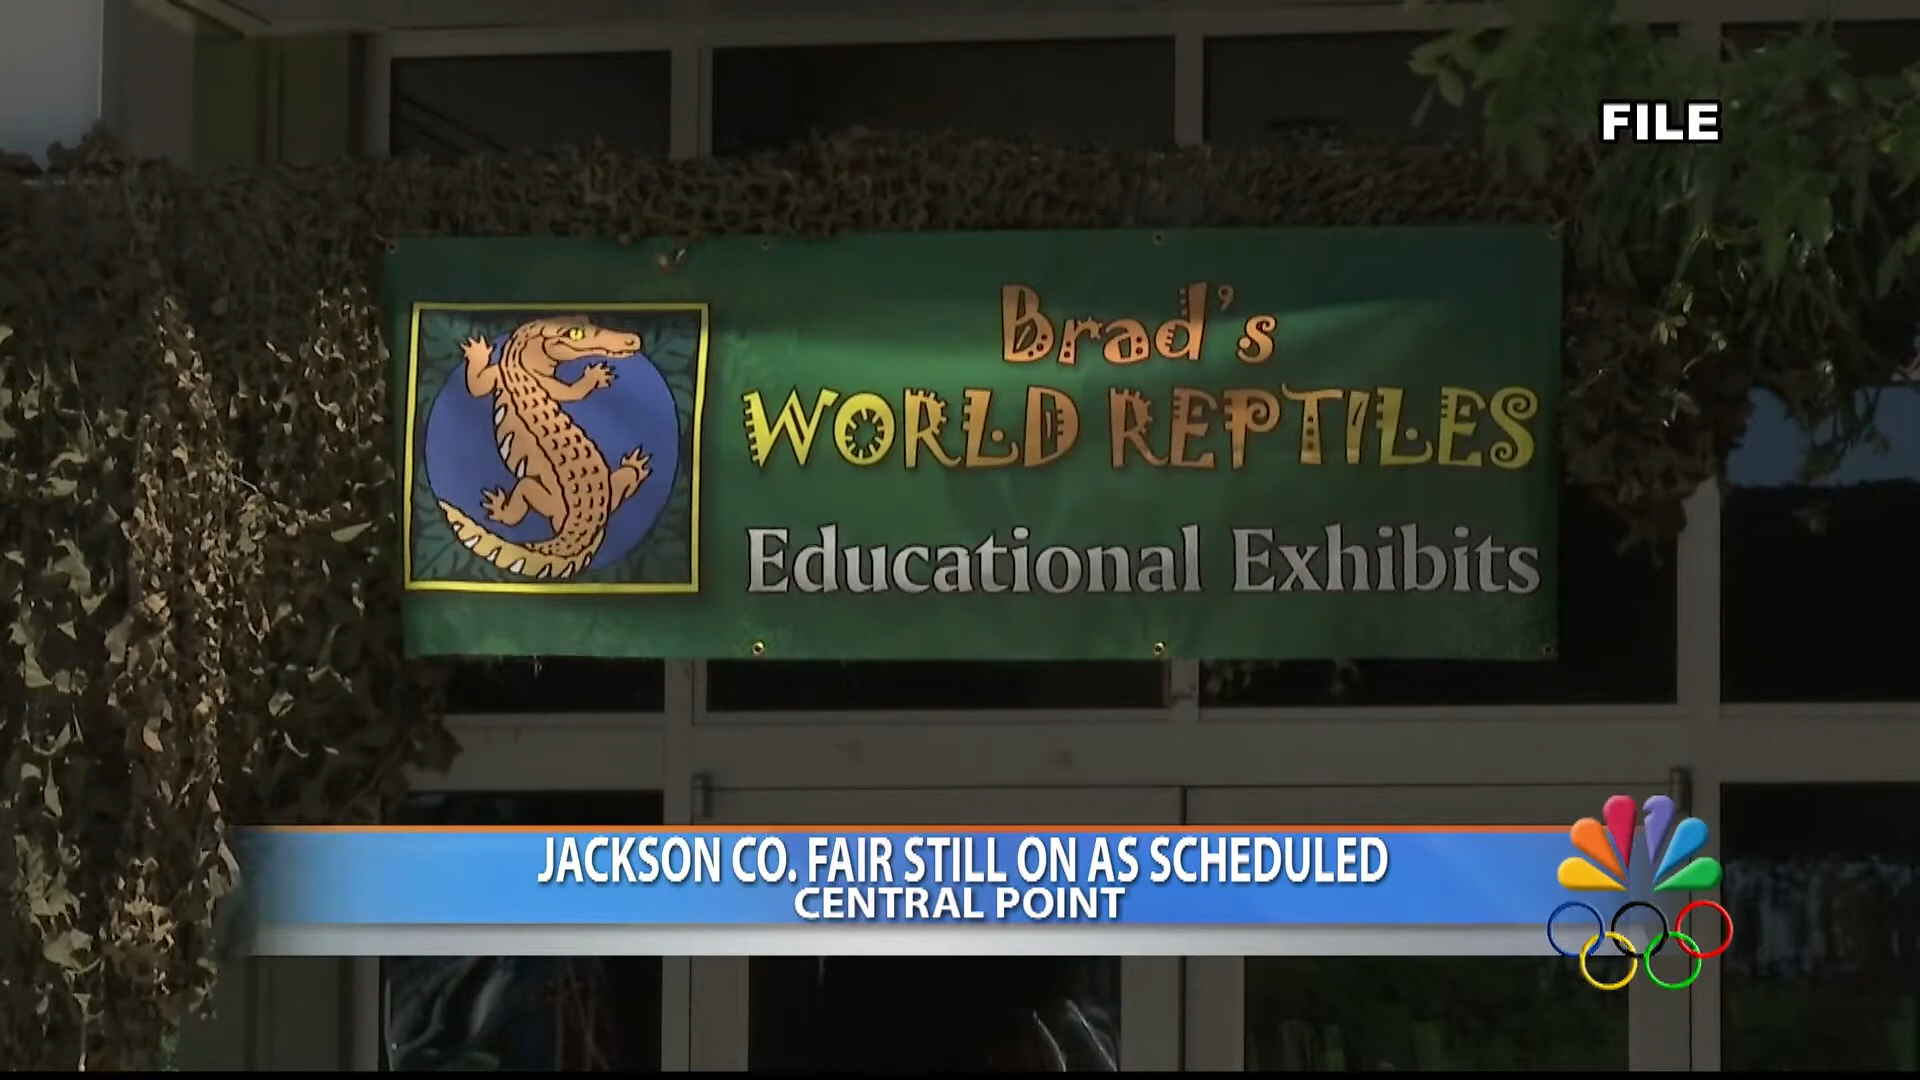 FILE
Brad's
WORLD REPTILES
Educational Exhibits
JACKSON CO. FAIR STILL ON AS SCHEDULED
CENTRAL POINT